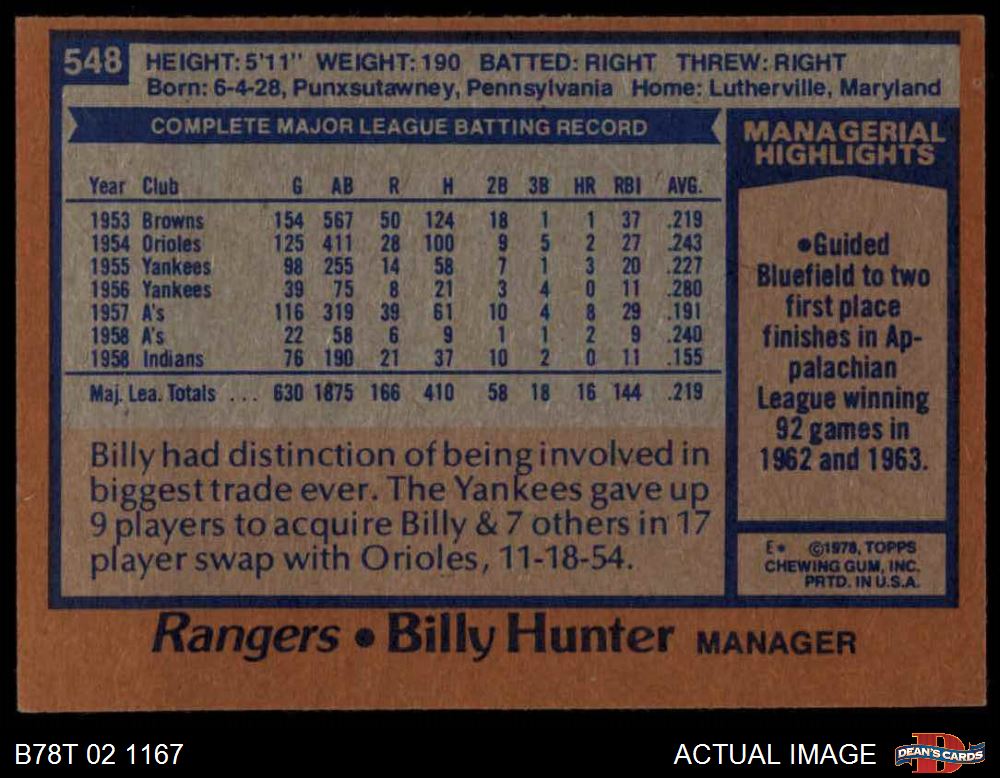 548
HEIGHT: 5'11" WEIGHT: 190 BATTED: RIGHT THREW: RIGHT
Born: 6-4-28, Punxsutawney, Pennsylvania Home: Lutherville, Maryland
COMPLETE MAJOR LEAGUE BATTING RECORD
Year Club G AB R H 2B 3B HR RBI AVG.
1953 Browns 154 567 50 124 18 1 1 37 .219
1954 Orioles 125 411 28 100 9 5 2 27 .243
1955 Yankees 98 255 14 58 7 1 3 20 .227
1956 Yankees 39 75 8 21 3 4 0 11 .280
1957 A's 116 319 39 61 10 4 8 29 .191
1958 A's 22 58 6 9 1 1 2 9 .240
1958 Indians 76 190 21 37 10 2 0 11 .155
Maj. Lea. Totals ... 630 1875 166 410 58 18 16 144 .219
Billy had distinction of being involved in
biggest trade ever. The Yankees gave up
9 players to acquire Billy & 7 others in 17
player swap with Orioles, 11-18-54.
MANAGERIAL
HIGHLIGHTS
•Guided
Bluefield to two
first place
finishes in Ap-
palachian
League winning
92 games in
1962 and 1963.
E* ©1978, TOPPS
CHEWING GUM, INC.
PRTD. IN U.S.A.
Rangers • Billy Hunter MANAGER
B78T 02 1167
ACTUAL IMAGE
DEAN'S CARDS